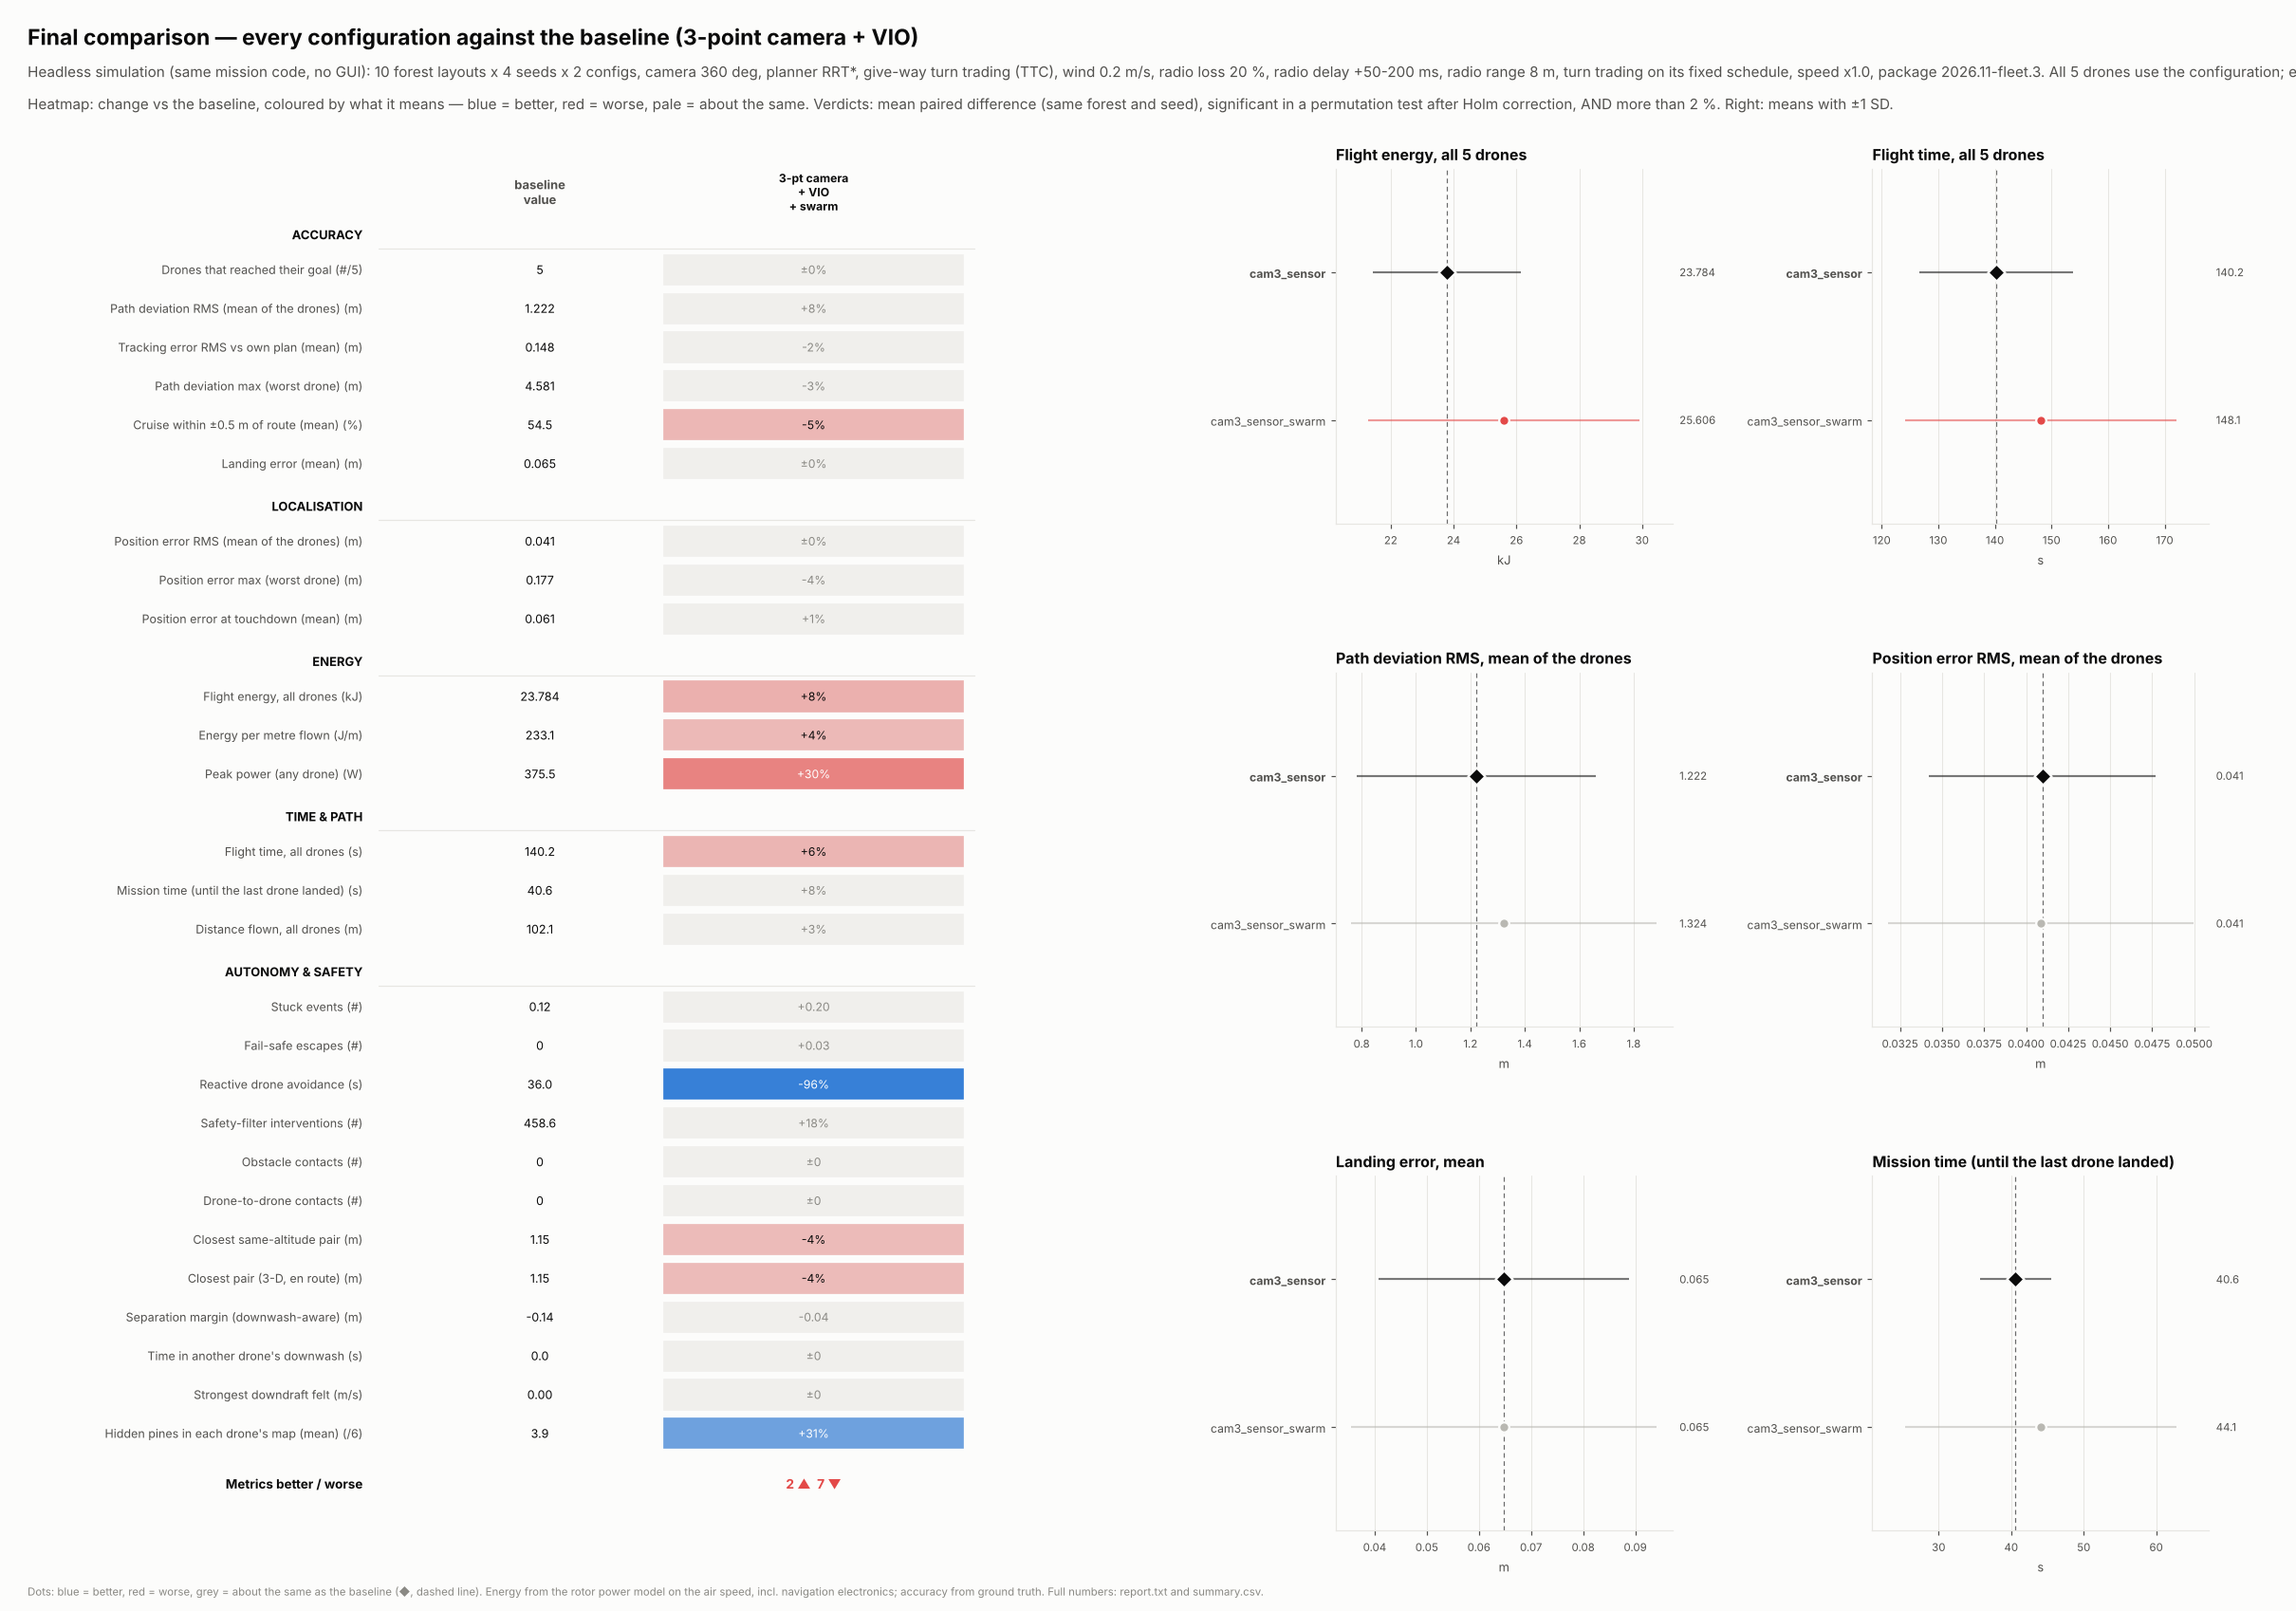 Final comparison — every configuration against the baseline (3-point camera + VIO)
Headless simulation (same mission code, no GUI): 10 forest layouts x 4 seeds x 2 configs, camera 360 deg, planner RRT*, give-way turn trading (TTC), wind 0.2 m/s, radio loss 20 %, radio delay +50-200 ms, radio range 8 m, turn trading on its fixed schedule, speed x1.0, package 2026.11-fleet.3. All 5 drones use the configuration;
Heatmap: change vs the baseline, coloured by what it means — blue = better, red = worse, pale = about the same. Verdicts: mean paired difference (same forest and seed), significant in a permutation test after Holm correction, AND more than 2 %. Right: means with ±1 SD.
baseline
value
3-pt camera
+ VIO
+ swarm
ACCURACY
Drones that reached their goal (#/5) 5 ±0%
Path deviation RMS (mean of the drones) (m) 1.222 +8%
Tracking error RMS vs own plan (mean) (m) 0.148 -2%
Path deviation max (worst drone) (m) 4.581 -3%
Cruise within ±0.5 m of route (mean) (%) 54.5 -5%
Landing error (mean) (m) 0.065 ±0%
LOCALISATION
Position error RMS (mean of the drones) (m) 0.041 ±0%
Position error max (worst drone) (m) 0.177 -4%
Position error at touchdown (mean) (m) 0.061 +1%
ENERGY
Flight energy, all drones (kJ) 23.784 +8%
Energy per metre flown (J/m) 233.1 +4%
Peak power (any drone) (W) 375.5 +30%
TIME & PATH
Flight time, all drones (s) 140.2 +6%
Mission time (until the last drone landed) (s) 40.6 +8%
Distance flown, all drones (m) 102.1 +3%
AUTONOMY & SAFETY
Stuck events (#) 0.12 +0.20
Fail-safe escapes (#) 0 +0.03
Reactive drone avoidance (s) 36.0 -96%
Safety-filter interventions (#) 458.6 +18%
Obstacle contacts (#) 0 ±0
Drone-to-drone contacts (#) 0 ±0
Closest same-altitude pair (m) 1.15 -4%
Closest pair (3-D, en route) (m) 1.15 -4%
Separation margin (downwash-aware) (m) -0.14 -0.04
Time in another drone's downwash (s) 0.0 ±0
Strongest downdraft felt (m/s) 0.00 ±0
Hidden pines in each drone's map (mean) (/6) 3.9 +31%
Metrics better / worse 2 ▲ 7 ▼
Flight energy, all 5 drones
cam3_sensor 23.784
cam3_sensor_swarm 25.606
22 24 26 28 30
kJ
Flight time, all 5 drones
cam3_sensor 140.2
cam3_sensor_swarm 148.1
120 130 140 150 160 170
s
Path deviation RMS, mean of the drones
cam3_sensor 1.222
cam3_sensor_swarm 1.324
0.8 1.0 1.2 1.4 1.6 1.8
m
Position error RMS, mean of the drones
cam3_sensor 0.041
cam3_sensor_swarm 0.041
0.0325 0.0350 0.0375 0.0400 0.0425 0.0450 0.0475 0.0500
m
Landing error, mean
cam3_sensor 0.065
cam3_sensor_swarm 0.065
0.04 0.05 0.06 0.07 0.08 0.09
m
Mission time (until the last drone landed)
cam3_sensor 40.6
cam3_sensor_swarm 44.1
30 40 50 60
s
Dots: blue = better, red = worse, grey = about the same as the baseline (◆, dashed line). Energy from the rotor power model on the air speed, incl. navigation electronics; accuracy from ground truth. Full numbers: report.txt and summary.csv.